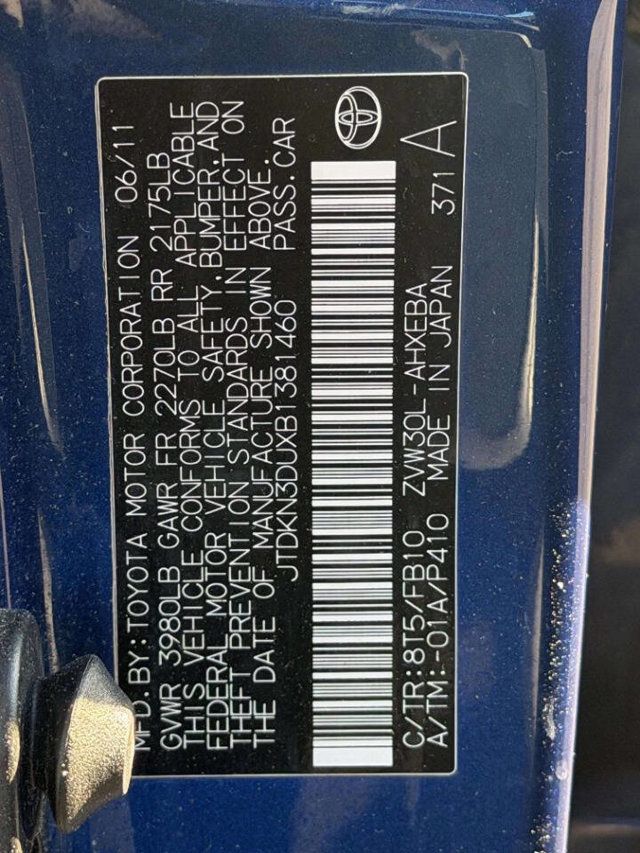 MFD.BY:TOYOTA MOTOR CORPORATION 06/11
GVWR 3980LB GAWR FR 2270LB RR 2175LB
THIS VEHICLE CONFORMS TO ALL APPLICABLE
FEDERAL MOTOR VEHICLE SAFETY,BUMPER,AND
THEFT PREVENTION STANDARDS IN EFFECT ON
THE DATE OF MANUFACTURE SHOWN ABOVE.
JTDKN3DUXB1381460 PASS.CAR
C/TR:8T5/FB10 ZVW30L-AHXEBA
A/TM:-01A/P410 MADE IN JAPAN 371 A